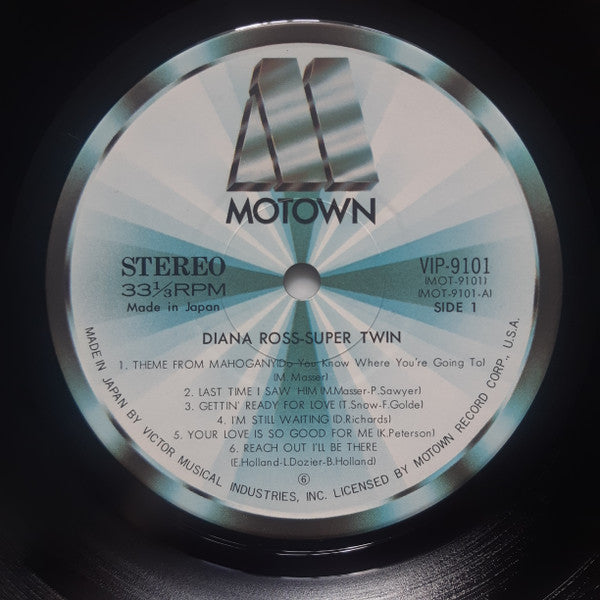 MOTOWN
STEREO
33⅓RPM
Made in Japan
VIP-9101
(MOT-9101)
(MOT-9101-A)
SIDE 1
DIANA ROSS-SUPER TWIN
1. THEME FROM MAHOGANY(Do You Know Where You're Going To)
(M. Masser)
2. LAST TIME I SAW HIM(M.Masser-P.Sawyer)
3. GETTIN' READY FOR LOVE(T.Snow-F.Golde)
4. I'M STILL WAITING(D.Richards)
5. YOUR LOVE IS SO GOOD FOR ME(K.Peterson)
6. REACH OUT I'LL BE THERE
(E.Holland-L.Dozier-B.Holland)
⑥
MADE IN JAPAN BY VICTOR MUSICAL INDUSTRIES, INC. LICENSED BY MOTOWN RECORD CORP., U.S.A.